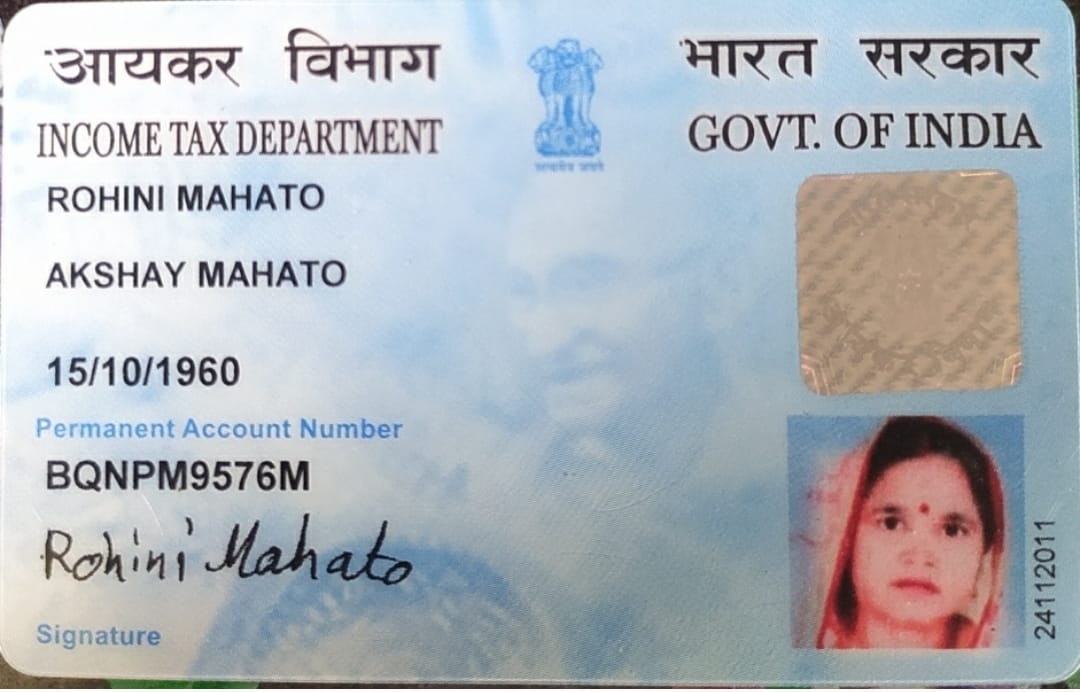 आयकर विभाग
INCOME TAX DEPARTMENT
भारत सरकार
GOVT. OF INDIA
सत्यमेव जयते
ROHINI MAHATO
AKSHAY MAHATO
15/10/1960
Permanent Account Number
BQNPM9576M
Rohini Mahato
Signature
24112011